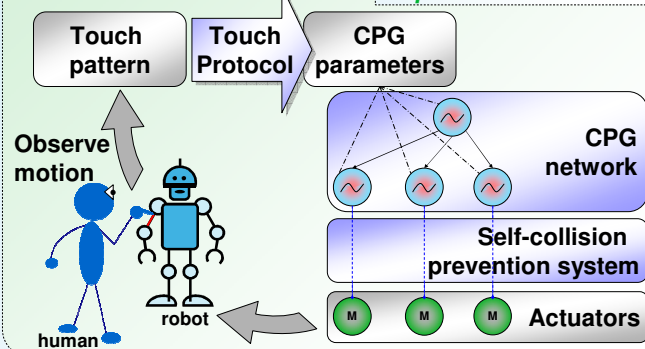 Touch
pattern
Touch
Protocol
CPG
parameters
Observe
motion
CPG
network
Self-collision
prevention system
M M M
Actuators
human
robot